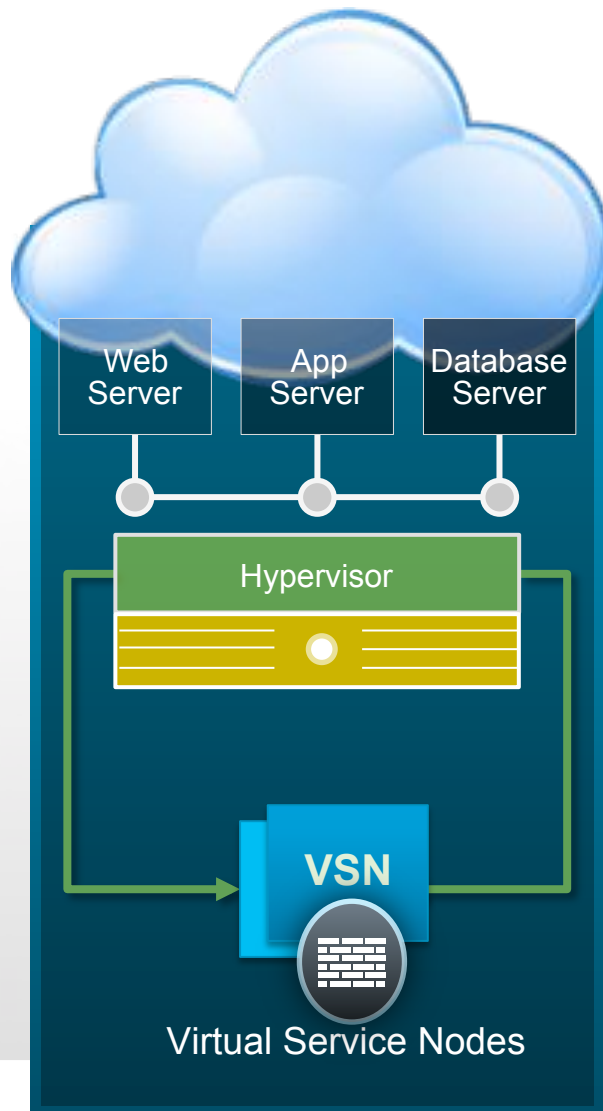 Web
Server
App
Server
Database
Server
Hypervisor
VSN
Virtual Service Nodes